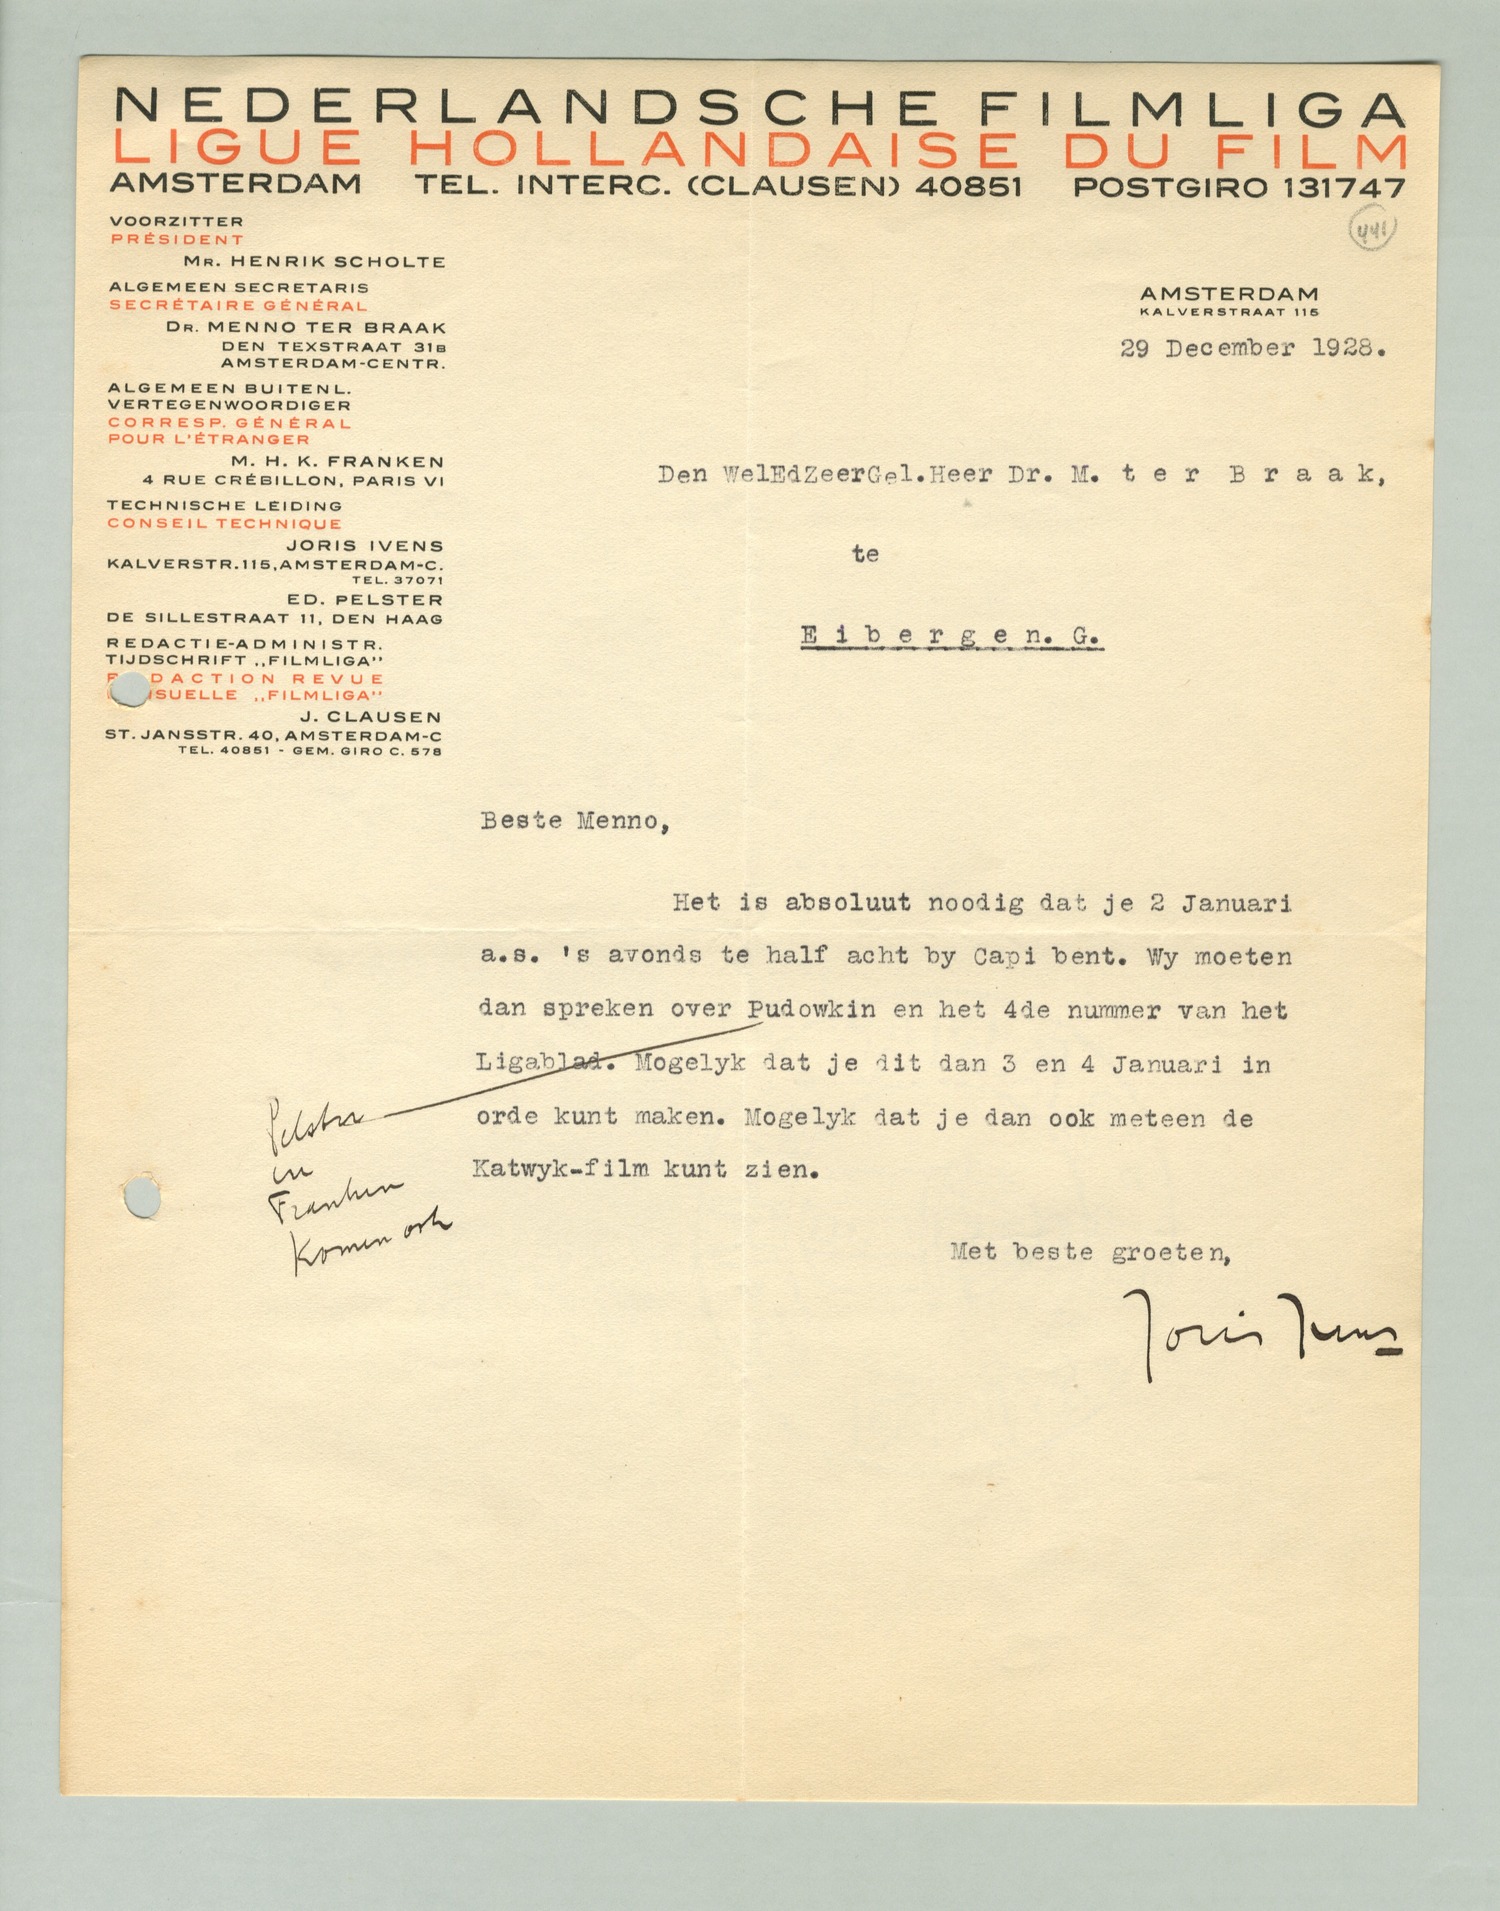 NEDERLANDSCHE FILMLIGA
LIGUE HOLLANDAISE DU FILM
AMSTERDAM TEL. INTERC. (CLAUSEN) 40851 POSTGIRO 131747
VOORZITTER
PRÉSIDENT
MR. HENRIK SCHOLTE
ALGEMEEN SECRETARIS
SECRÉTAIRE GÉNÉRAL
DR. MENNO TER BRAAK
DEN TEXSTRAAT 31B
AMSTERDAM-CENTR.
ALGEMEEN BUITENL.
VERTEGENWOORDIGER
CORRESP. GÉNÉRAL
POUR L'ÉTRANGER
M. H. K. FRANKEN
4 RUE CRÉBILLON, PARIS VI
TECHNISCHE LEIDING
CONSEIL TECHNIQUE
JORIS IVENS
KALVERSTR.115, AMSTERDAM-C.
TEL. 37071
ED. PELSTER
DE SILLESTRAAT 11, DEN HAAG
REDACTIE-ADMINISTR.
TIJDSCHRIFT „FILMLIGA"
DACTION REVUE
SUELLE „FILMLIGA"
J. CLAUSEN
ST. JANSSTR. 40, AMSTERDAM-C
TEL. 40851 - GEM. GIRO C. 578
441
AMSTERDAM
KALVERSTRAAT 115
29 December 1928.
Den WelEdZeerGel.Heer Dr. M. t e r B r a a k,
te
E i b e r g e n. G.
Beste Menno,
Het is absoluut noodig dat je 2 Januari
a.s. 's avonds te half acht by Capi bent. Wy moeten
dan spreken over Pudowkin en het 4de nummer van het
Ligablad. Mogelyk dat je dit dan 3 en 4 Januari in
orde kunt maken. Mogelyk dat je dan ook meteen de
Katwyk-film kunt zien.
Pelster
en
Franken
komen ook
Met beste groeten,
Joris Ivens